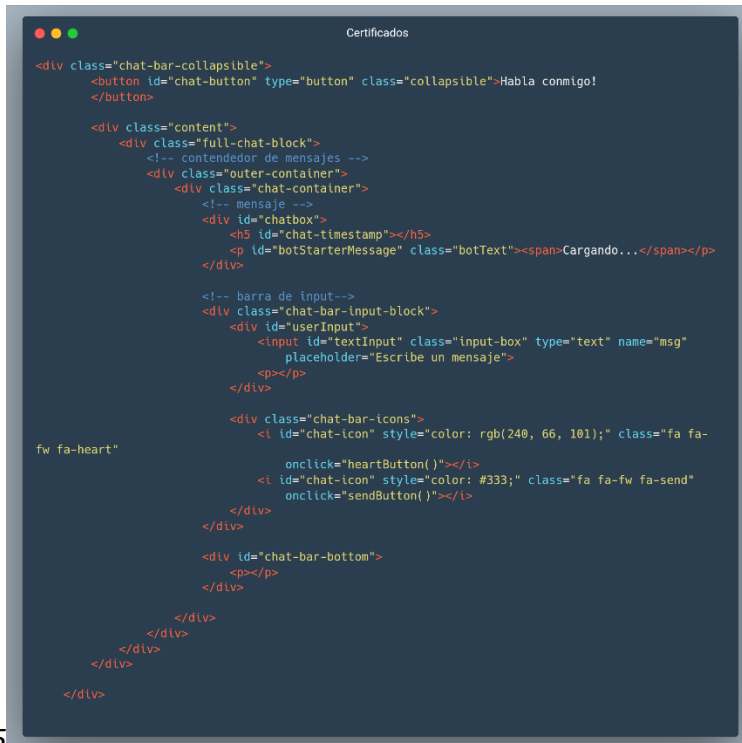 Certificados
<div class="chat-bar-collapsible">
<button id="chat-button" type="button" class="collapsible">Habla conmigo!
</button>
<div class="content">
<div class="full-chat-block">
<!-- contendedor de mensajes -->
<div class="outer-container">
<div class="chat-container">
<!-- mensaje -->
<div id="chatbox">
<h5 id="chat-timestamp"></h5>
<p id="botStarterMessage" class="botText"><span>Cargando...</span></p>
</div>
<!-- barra de input-->
<div class="chat-bar-input-block">
<div id="userInput">
<input id="textInput" class="input-box" type="text" name="msg"
placeholder="Escribe un mensaje">
<p></p>
</div>
<div class="chat-bar-icons">
<i id="chat-icon" style="color: rgb(240, 66, 101);" class="fa fa-
fw fa-heart"
onclick="heartButton()"></i>
<i id="chat-icon" style="color: #333;" class="fa fa-fw fa-send"
onclick="sendButton()"></i>
</div>
</div>
<div id="chat-bar-bottom">
<p></p>
</div>
</div>
</div>
</div>
</div>
</div>